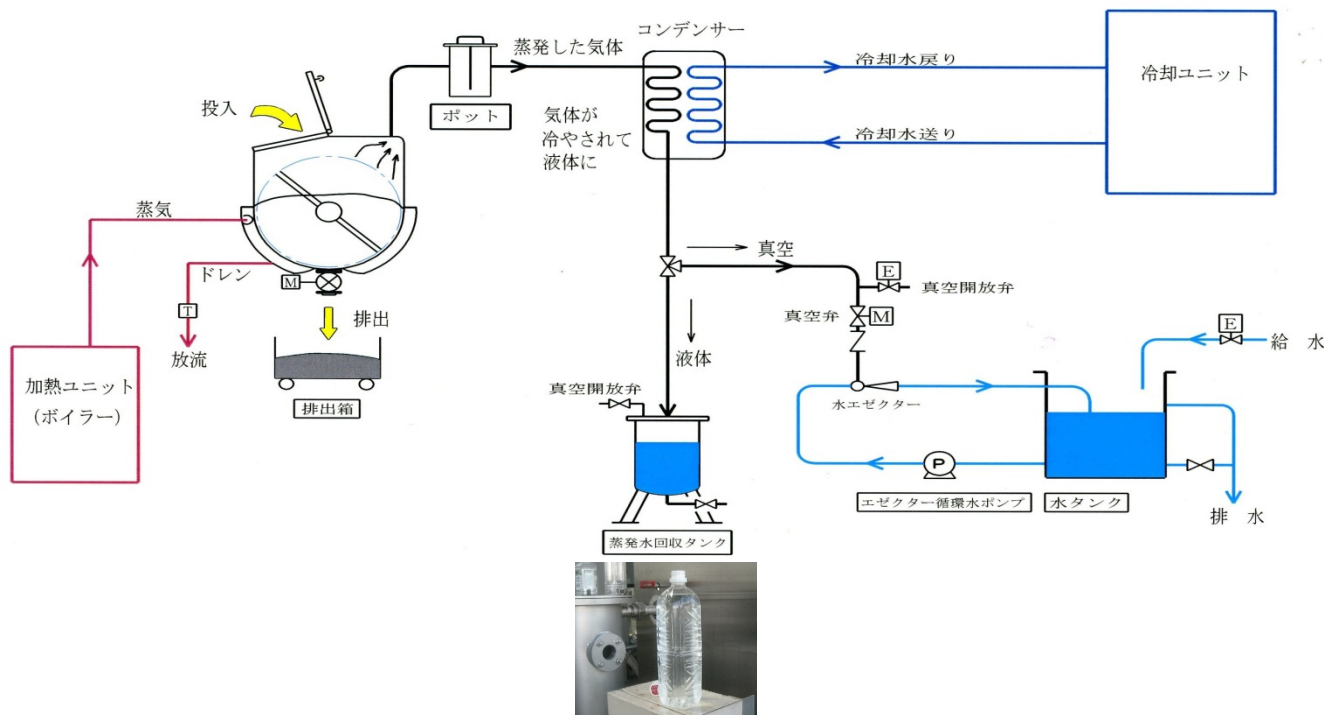 コンデンサー
蒸発した気体
冷却水戻り
冷却ユニット
投入
ポット
気体が
冷やされて
液体に
冷却水送り
蒸気
ドレン
M
T
放流
排出
排出箱
加熱ユニット
(ボイラー)
真空
E
真空開放弁
真空弁
M
液体
E
給 水
真空開放弁
水エゼクター
P
エゼクター循環水ポンプ
水タンク
排 水
蒸発水回収タンク